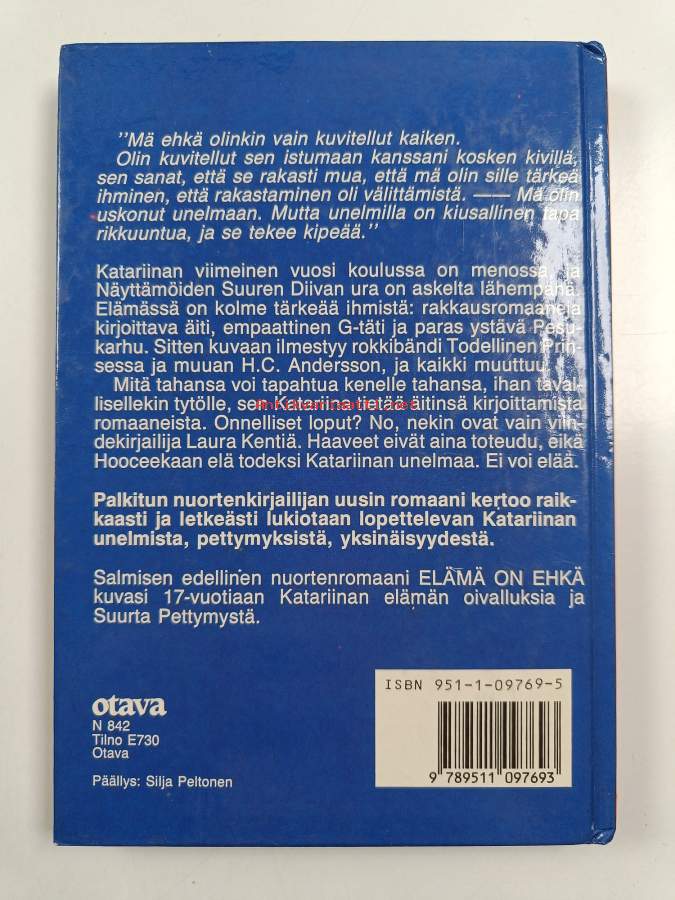 "Mä ehkä olinkin vain kuvitellut kaiken.
Olin kuvitellut sen istumaan kanssani kosken kivillä,
sen sanat, että se rakasti mua, että mä olin sille tärkeä
ihminen, että rakastaminen oli välittämistä. —— Mä olin
uskonut unelmaan. Mutta unelmilla on kiusallinen tapa
rikkuuntua, ja se tekee kipeää."
Katariinan viimeinen vuosi koulussa on menossa, ja
Näyttämöiden Suuren Diivan ura on askelta lähempänä.
Elämässä on kolme tärkeää ihmistä: rakkausromaaneja
kirjoittava äiti, empaattinen G-täti ja paras ystävä Pesu-
karhu. Sitten kuvaan ilmestyy rokkibändi Todellinen Prin-
sessa ja muuan H.C. Andersson, ja kaikki muuttuu.
Mitä tahansa voi tapahtua kenelle tahansa, ihan taval-
lisellekin tytölle, sen Katariina tietää äitinsä kirjoittamista
romaaneista. Onnelliset loput? No, nekin ovat vain viih-
dekirjailija Laura Kentiä. Haaveet eivät aina toteudu, eikä
Hooceekaan elä todeksi Katariinan unelmaa. Ei voi elää.
Palkitun nuortenkirjailijan uusin romaani kertoo raik-
kaasti ja letkeästi lukiotaan lopettelevan Katariinan
unelmista, pettymyksistä, yksinäisyydestä.
Salmisen edellinen nuortenromaani ELÄMÄ ON EHKÄ
kuvasi 17-vuotiaan Katariinan elämän oivalluksia ja
Suurta Pettymystä.
otava
N 842
Tilno E730
Otava
Päällys: Silja Peltonen
ISBN 951-1-09769-5
9 789511 097693